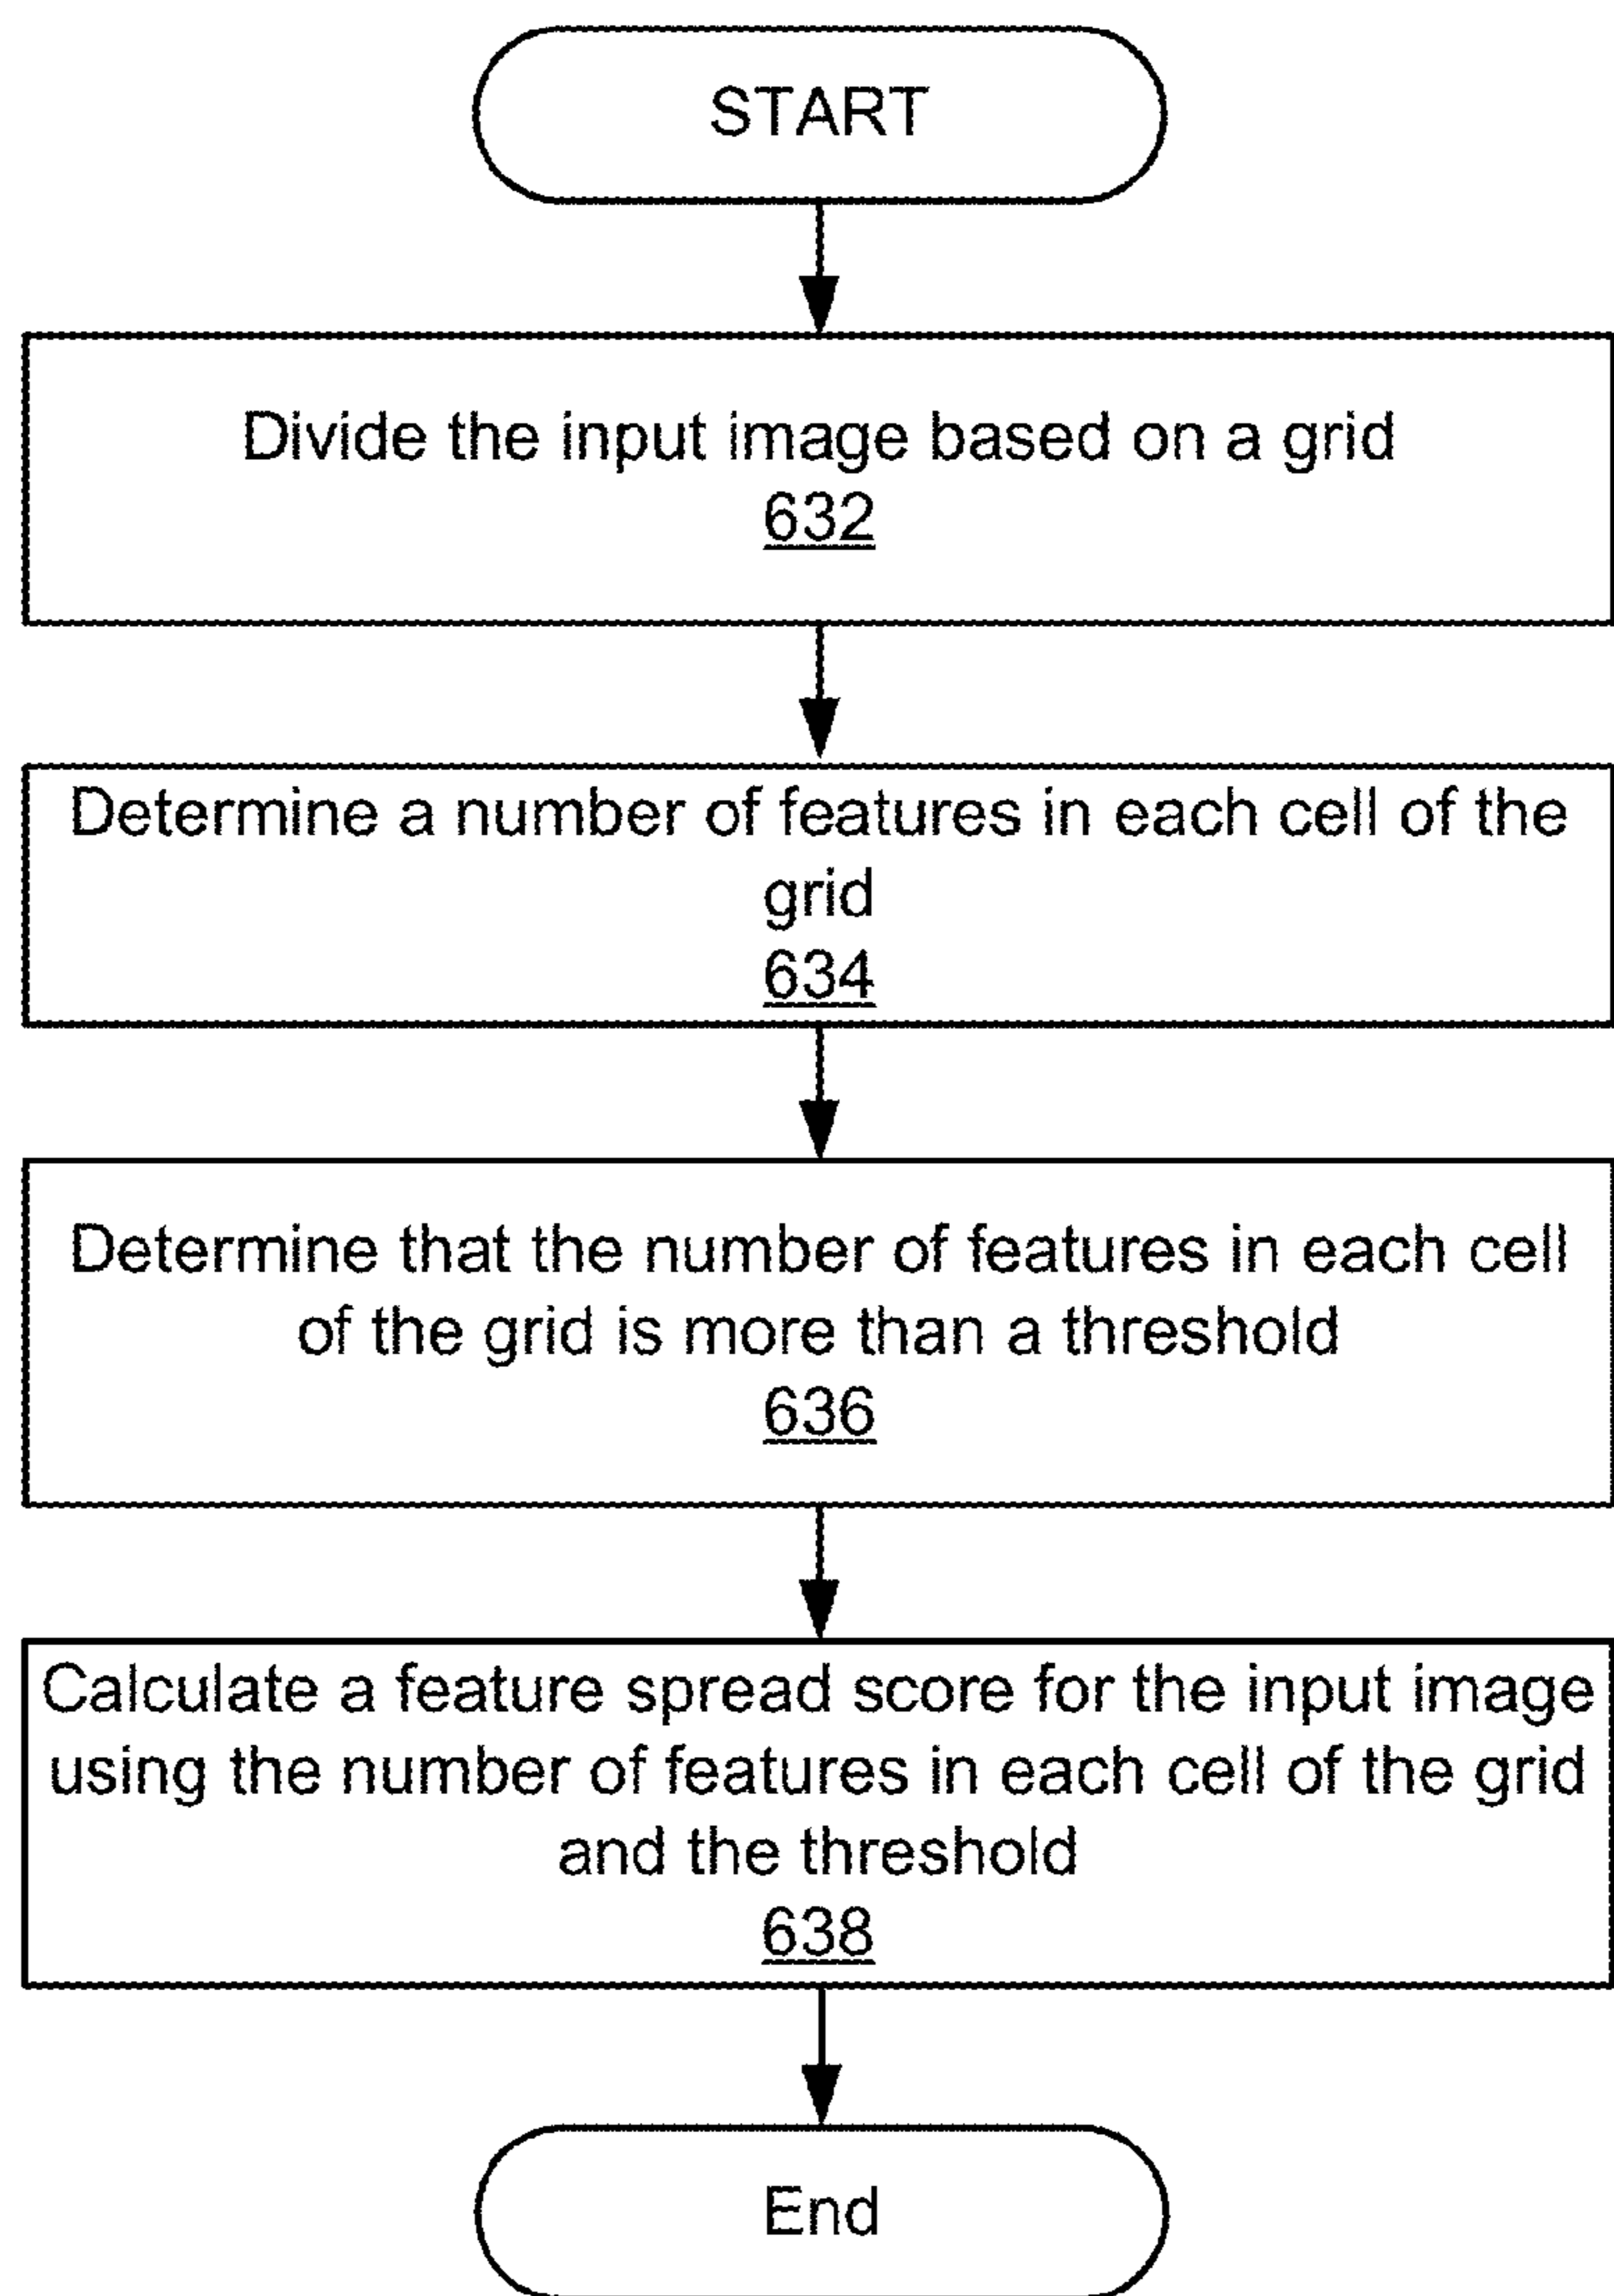 START
Divide the input image based on a grid
632
Determine a number of features in each cell of the
grid
634
Determine that the number of features in each cell
of the grid is more than a threshold
636
Calculate a feature spread score for the input image
using the number of features in each cell of the grid
and the threshold
638
End